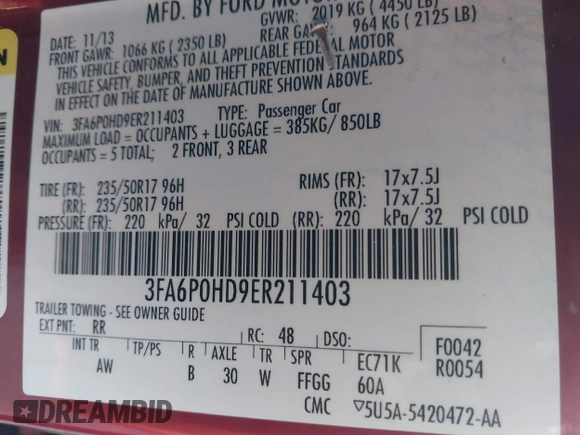 MFD. BY FORD MOTOR
DATE: 11/13 GVWR: 2019 KG ( 4450 LB)
FRONT GAWR: 1066 KG ( 2350 LB) REAR 964 KG ( 2125 LB)
THIS VEHICLE CONFORMS TO ALL APPLICABLE FEDERAL MOTOR
VEHICLE SAFETY, BUMPER, AND THEFT PREVENTION STANDARDS
IN EFFECT ON THE DATE OF MANUFACTURE SHOWN ABOVE.
VIN: 3FA6P0HD9ER211403 TYPE: Passenger Car
MAXIMUM LOAD = OCCUPANTS + LUGGAGE = 385KG/ 850LB
OCCUPANTS = 5 TOTAL; 2 FRONT, 3 REAR
TIRE (FR): 235/50R17 96H RIMS (FR): 17x7.5J
(RR): 235/50R17 96H (RR): 17x7.5J
PRESSURE (FR): 220 kPa/ 32 PSI COLD (RR): 220 kPa/ 32 PSI COLD
3FA6P0HD9ER211403
TRAILER TOWING - SEE OWNER GUIDE
EXT PNT: RR RC: 48 DSO: F0042
INT TR TP/PS R AXLE TR SPR EC71K R0054
AW B 30 W FFGG 60A
CMC ▽5U5A-5420472-AA
DREAMBID